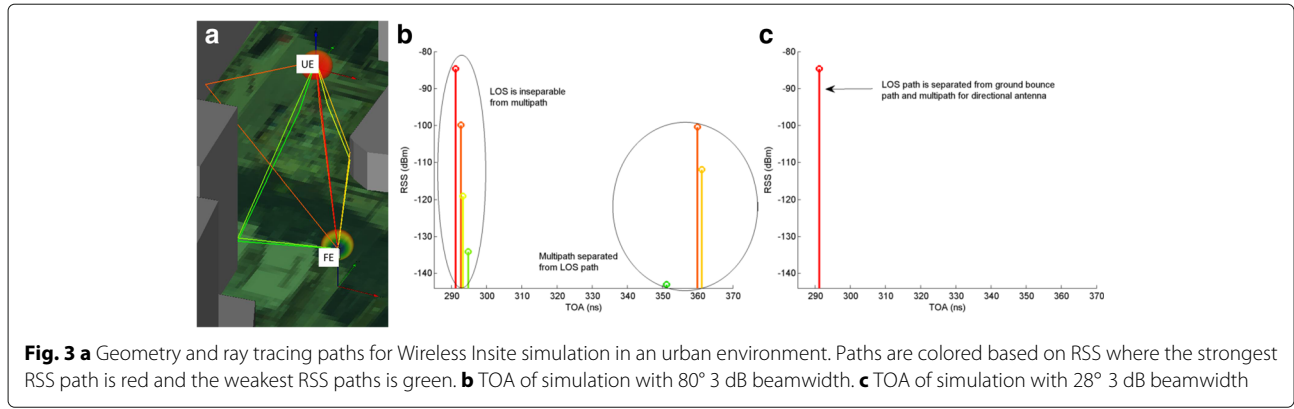 a
UE
FE
b
-80
-90
-100
-110
-120
-130
-140
RSS (dBm)
LOS is inseparable
from multipath
Multipath separated
from LOS path
290 300 310 320 330 340 350 360 370
TOA (ns)
c
-80
-90
-100
-110
-120
-130
-140
RSS (dBm)
LOS path is separated from ground bounce
path and multipath for directional antenna
290 300 310 320 330 340 350 360 370
TOA (ns)
Fig. 3 a Geometry and ray tracing paths for Wireless Insite simulation in an urban environment. Paths are colored based on RSS where the strongest
RSS path is red and the weakest RSS paths is green. b TOA of simulation with 80° 3 dB beamwidth. c TOA of simulation with 28° 3 dB beamwidth